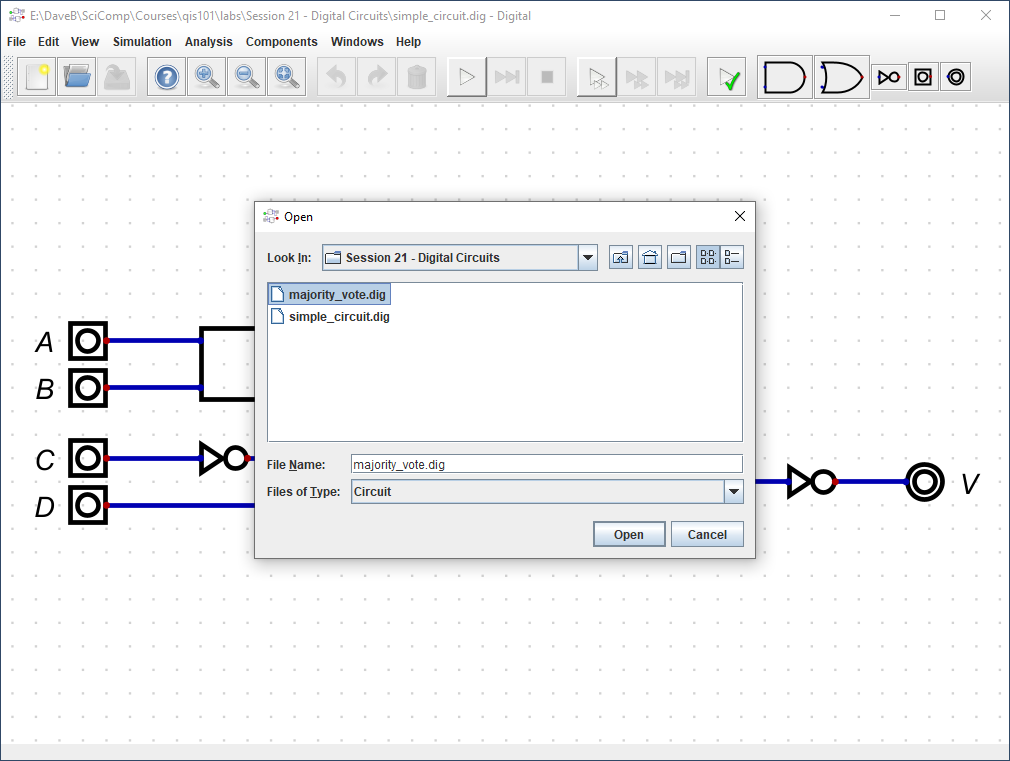 E:\DaveB\SciComp\Courses\qis101\labs\Session 21 - Digital Circuits\simple_circuit.dig - Digital
File Edit View Simulation Analysis Components Windows Help
Open
Look In: Session 21 - Digital Circuits
majority_vote.dig
simple_circuit.dig
A
B
C
D
V
File Name: majority_vote.dig
Files of Type: Circuit
Open Cancel